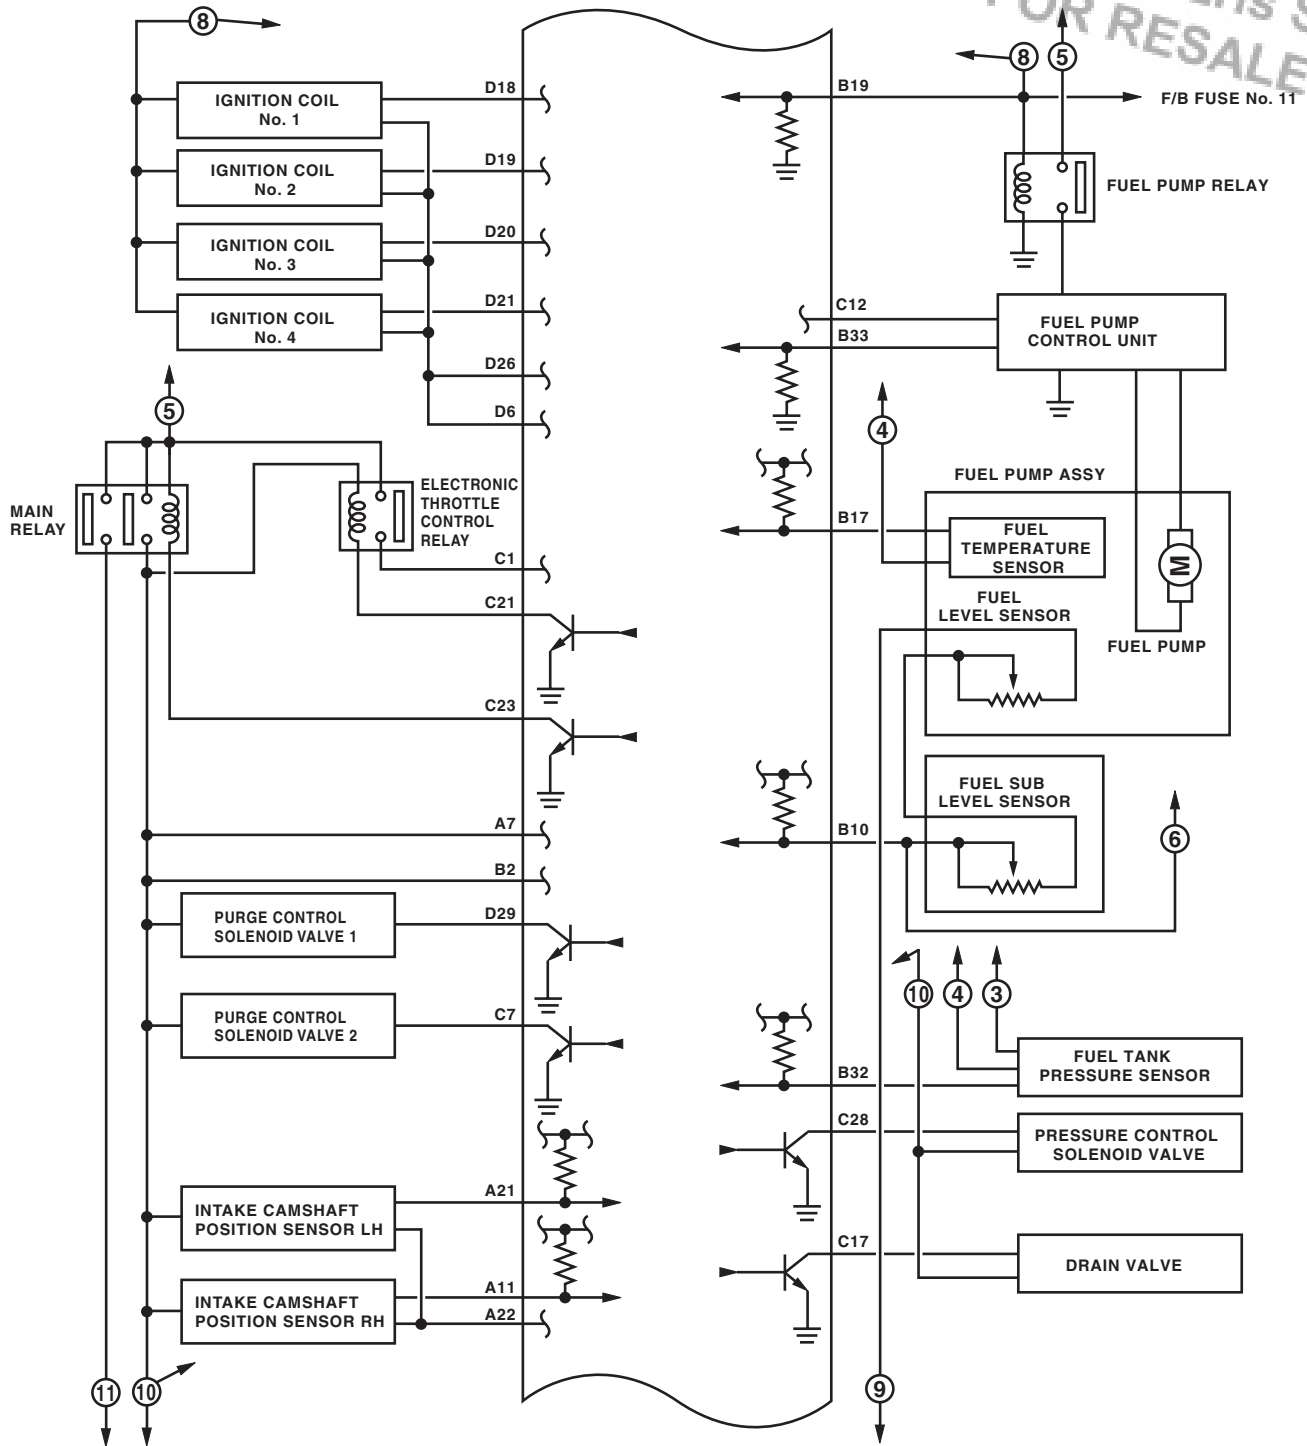 8
IGNITION COIL
No. 1
D18
IGNITION COIL
No. 2
D19
IGNITION COIL
No. 3
D20
IGNITION COIL
No. 4
D21
D26
D6
5
MAIN
RELAY
ELECTRONIC
THROTTLE
CONTROL
RELAY
C1
C21
C23
A7
B2
PURGE CONTROL
SOLENOID VALVE 1
D29
PURGE CONTROL
SOLENOID VALVE 2
C7
INTAKE CAMSHAFT
POSITION SENSOR LH
A21
INTAKE CAMSHAFT
POSITION SENSOR RH
A11
A22
11
10
FOR RESALE
8
5
B19
F/B FUSE No. 11
FUEL PUMP RELAY
C12
B33
FUEL PUMP
CONTROL UNIT
4
FUEL PUMP ASSY
B17
FUEL
TEMPERATURE
SENSOR
M
FUEL
LEVEL SENSOR
FUEL PUMP
FUEL SUB
LEVEL SENSOR
B10
6
10
4
3
FUEL TANK
PRESSURE SENSOR
B32
C28
PRESSURE CONTROL
SOLENOID VALVE
C17
DRAIN VALVE
9